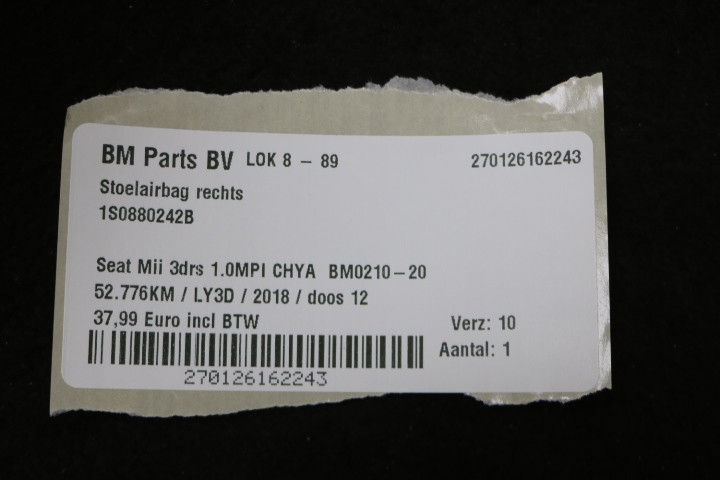 BM Parts BV LOK 8 - 89 270126162243
Stoelairbag rechts
1S0880242B
Seat Mii 3drs 1.0MPI CHYA BM0210-20
52.776KM / LY3D / 2018 / doos 12
37,99 Euro incl BTW Verz: 10
Aantal: 1
270126162243